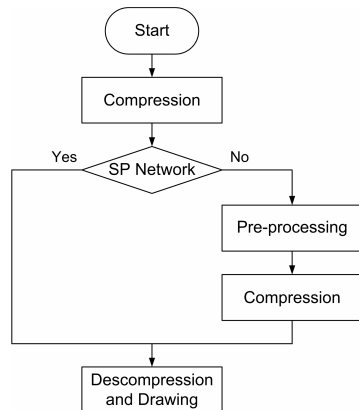 Start
Compression
Yes
SP Network
No
Pre-processing
Compression
Descompression
and Drawing